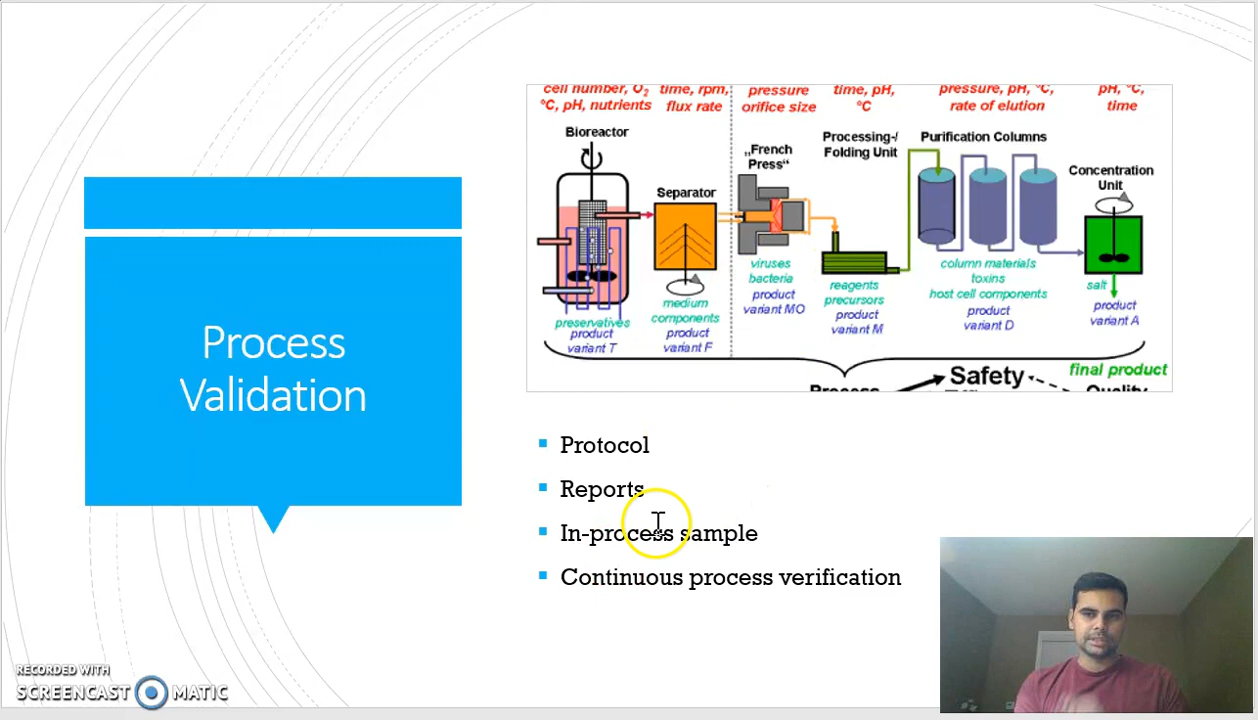 Process
Validation
cell number, O2
°C, pH, nutrients
time, rpm,
flux rate
pressure
orifice size
time, pH,
°C
pressure, pH, °C,
rate of elution
pH, °C,
time
Bioreactor
Separator
„French
Press“
Processing-/
Folding Unit
Purification Columns
Concentration
Unit
preservatives
product
variant T
medium
components
product
variant F
viruses
bacteria
product
variant MO
reagents
precursors
product
variant M
column materials
toxins
host cell components
product
variant D
salt
product
variant A
final product
Process
Safety
Quality
Protocol
Reports
In-process sample
Continuous process verification
RECORDED WITH
SCREENCAST MATIC